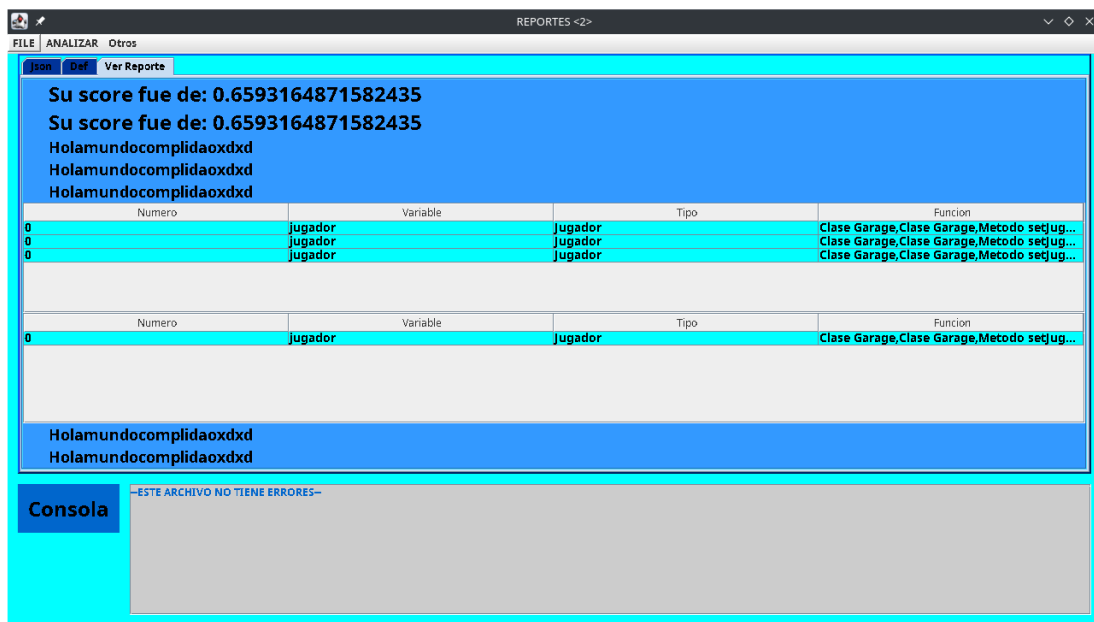 REPORTES <2>
FILE ANALIZAR Otros
Json Def Ver Reporte
Su score fue de: 0.6593164871582435
Su score fue de: 0.6593164871582435
Holamundocomplidaoxdxd
Holamundocomplidaoxdxd
Holamundocomplidaoxdxd
Numero Variable Tipo Funcion
0 jugador Jugador Clase Garage,Clase Garage,Metodo setJug...
0 jugador Jugador Clase Garage,Clase Garage,Metodo setJug...
0 jugador Jugador Clase Garage,Clase Garage,Metodo setJug...
Numero Variable Tipo Funcion
0 jugador Jugador Clase Garage,Clase Garage,Metodo setJug...
Holamundocomplidaoxdxd
Holamundocomplidaoxdxd
Consola
--ESTE ARCHIVO NO TIENE ERRORES--